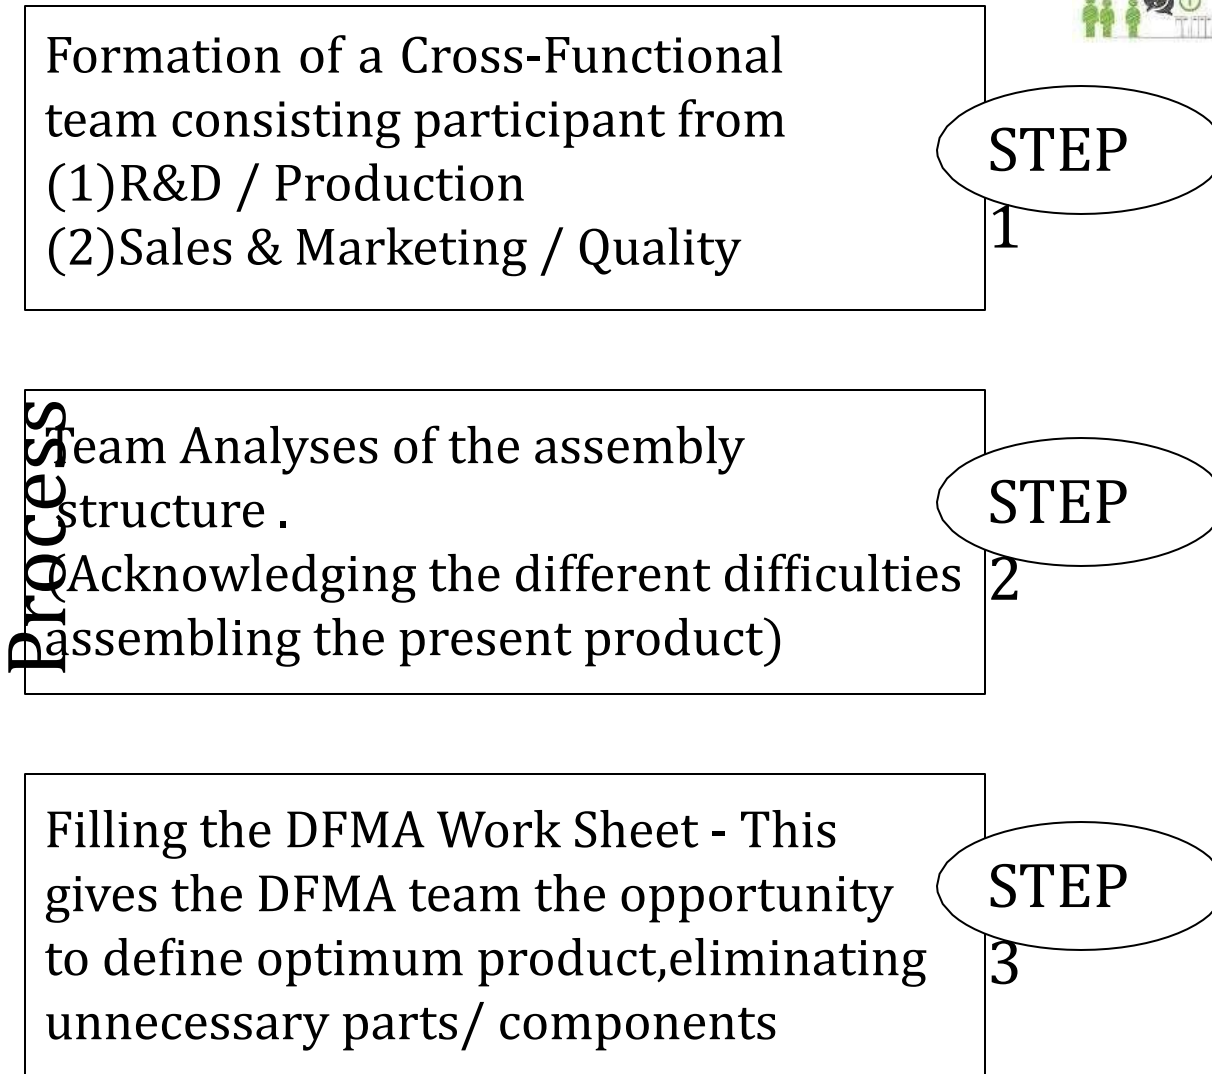 Formation of a Cross-Functional
team consisting participant from
(1)R&D / Production
(2)Sales & Marketing / Quality
STEP
1
Process
Team Analyses of the assembly
structure .
(Acknowledging the different difficulties
assembling the present product)
STEP
2
Filling the DFMA Work Sheet - This
gives the DFMA team the opportunity
to define optimum product,eliminating
unnecessary parts/ components
STEP
3